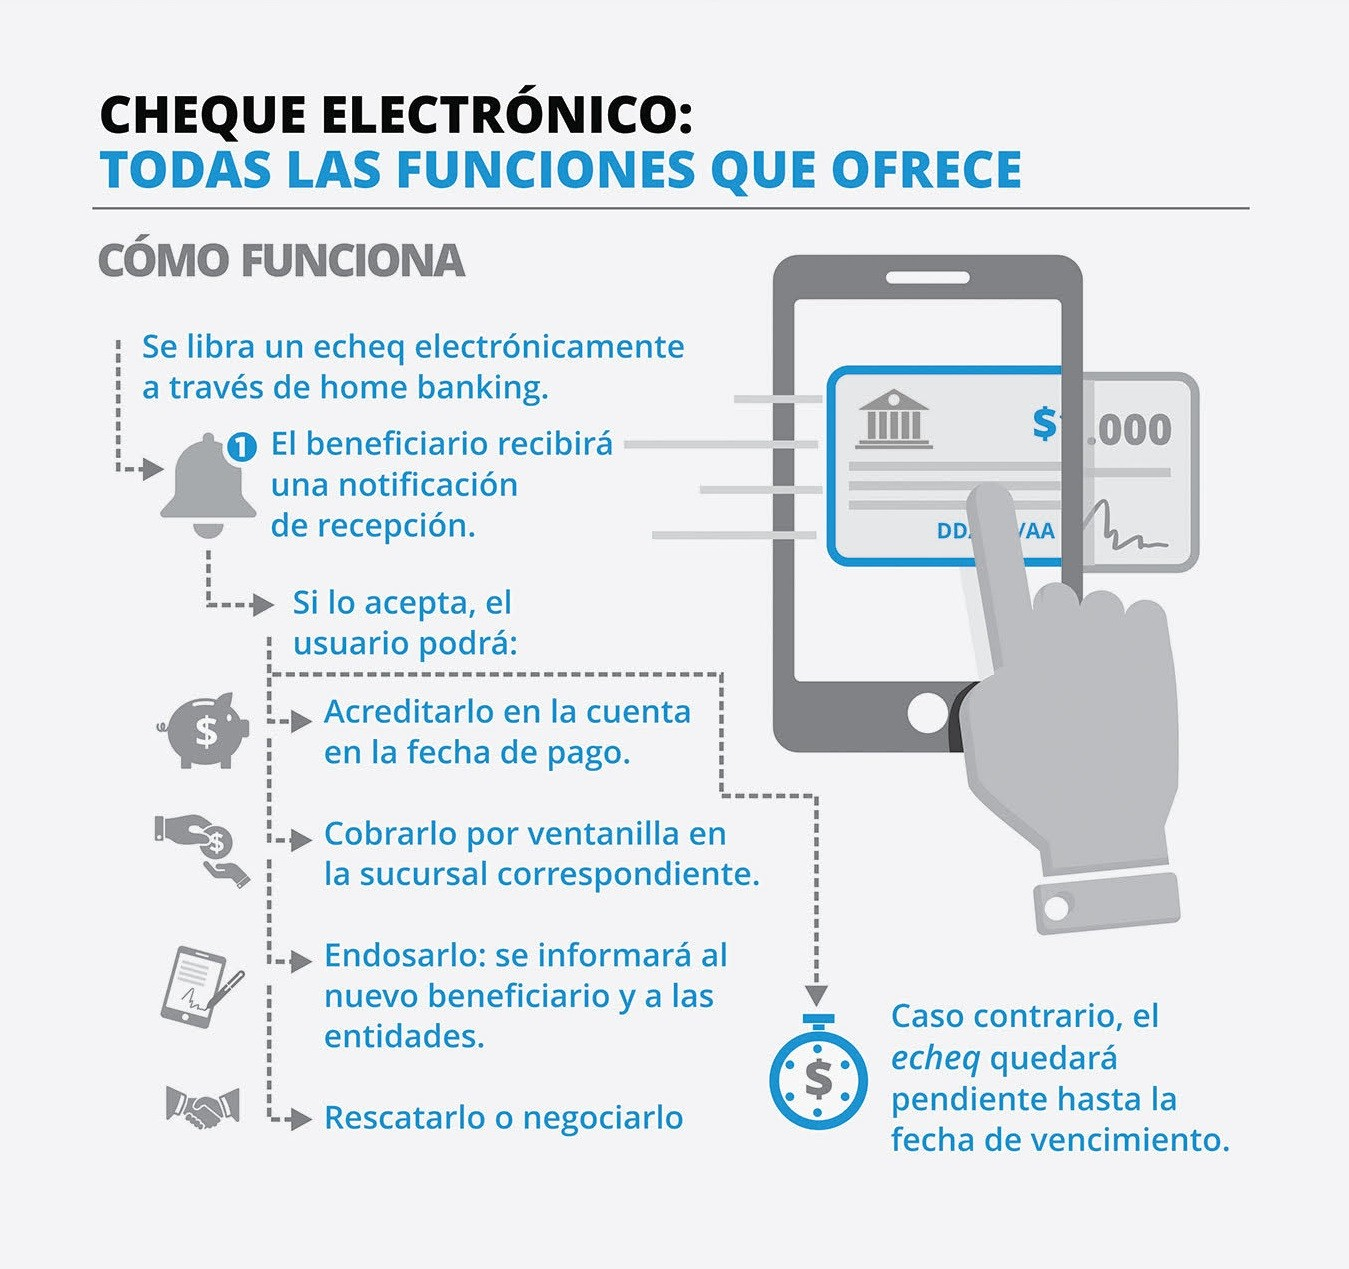 CHEQUE ELECTRÓNICO:
TODAS LAS FUNCIONES QUE OFRECE
CÓMO FUNCIONA
Se libra un echeq electrónicamente
a través de home banking.
1
El beneficiario recibirá
una notificación
de recepción.
Si lo acepta, el
usuario podrá:
$
Acreditarlo en la cuenta
en la fecha de pago.
$
Cobrarlo por ventanilla en
la sucursal correspondiente.
Endosarlo: se informará al
nuevo beneficiario y a las
entidades.
Rescatarlo o negociarlo
$ .000
$
Caso contrario, el
echeq quedará
pendiente hasta la
fecha de vencimiento.